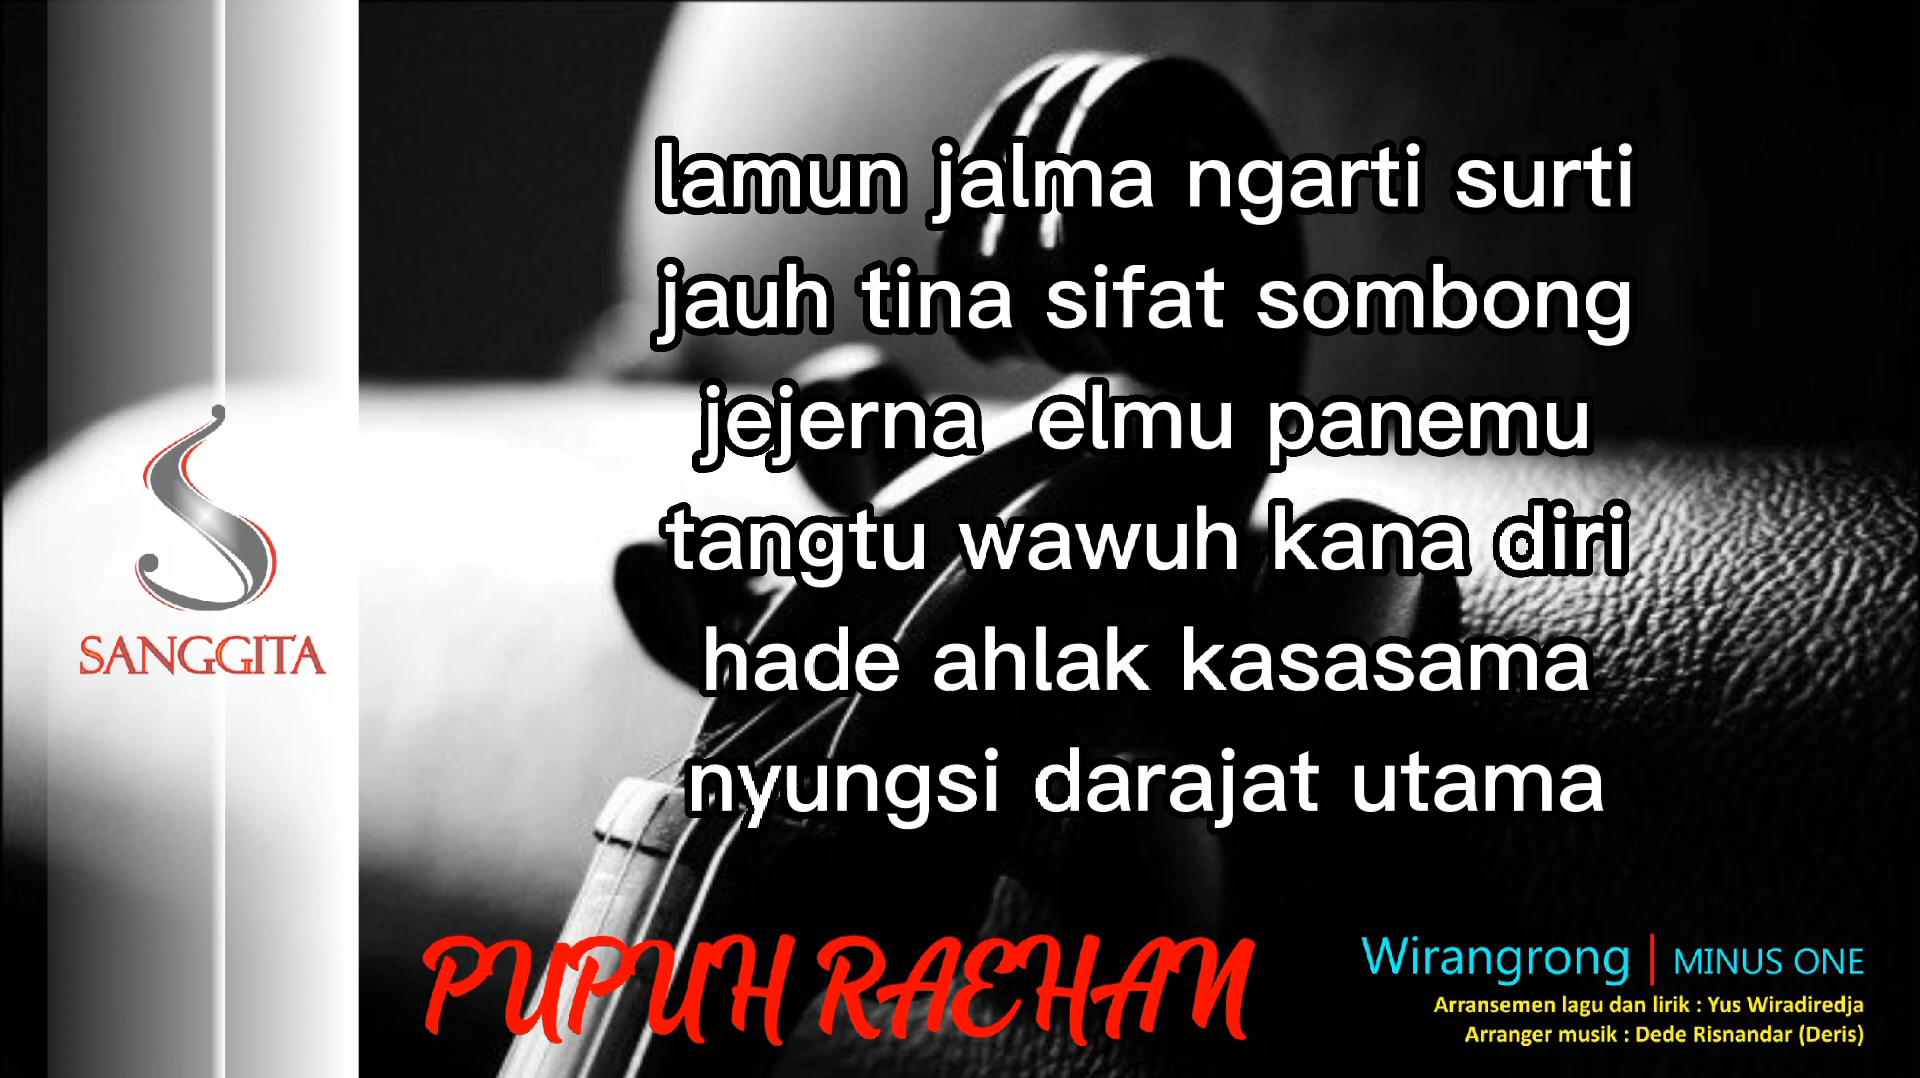 lamun jalma ngarti surti
jauh tina sifat sombong
jejerna elmu panemu
tangtu wawuh kana diri
hade ahlak kasasama
nyungsi darajat utama
SANGGITA
PUPUH RAEHAN
Wirangrong | MINUS ONE
Arransemen lagu dan lirik : Yus Wiradiredja
Arranger musik : Dede Risnandar (Deris)